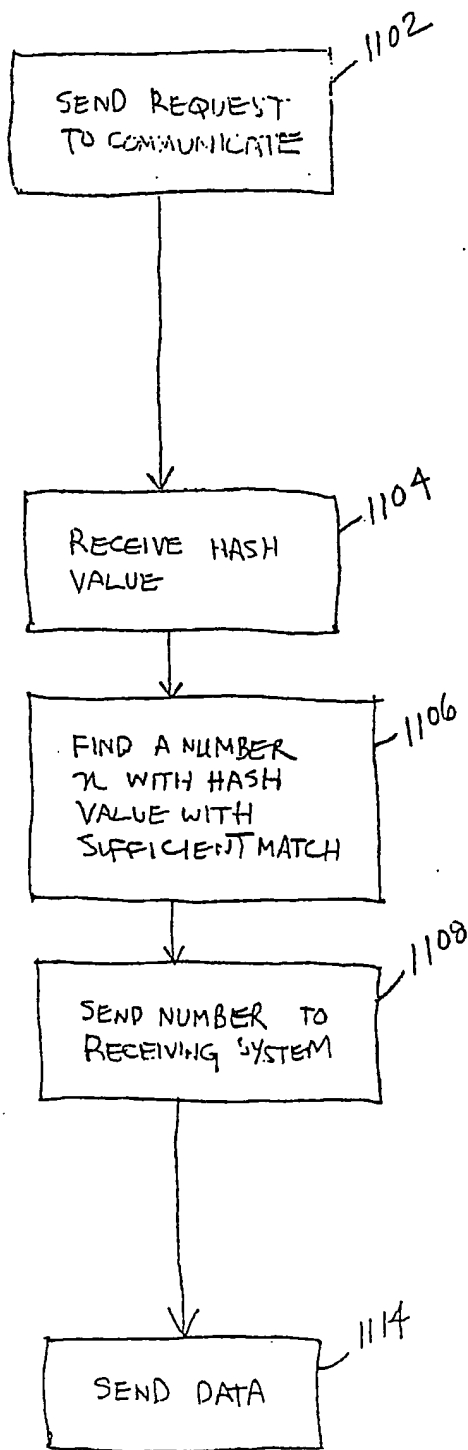 1102
SEND REQUEST
TO COMMUNICATE
1104
RECEIVE HASH
VALUE
1106
FIND A NUMBER
n WITH HASH
VALUE WITH
SUFFICIENT MATCH
1108
SEND NUMBER TO
RECEIVING SYSTEM
1114
SEND DATA